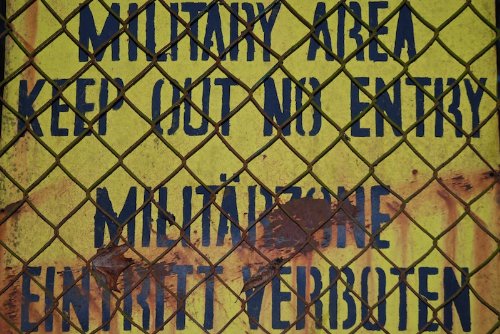 MILITARY AREA
KEEP OUT NO ENTRY
MILITÄRZONE
EINTRITT VERBOTEN